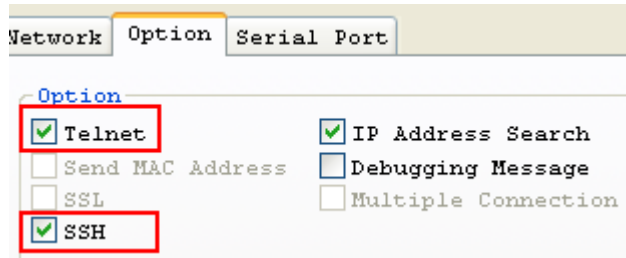 Network Option Serial Port
Option
Telnet IP Address Search
Send MAC Address Debugging Message
SSL Multiple Connection
SSH